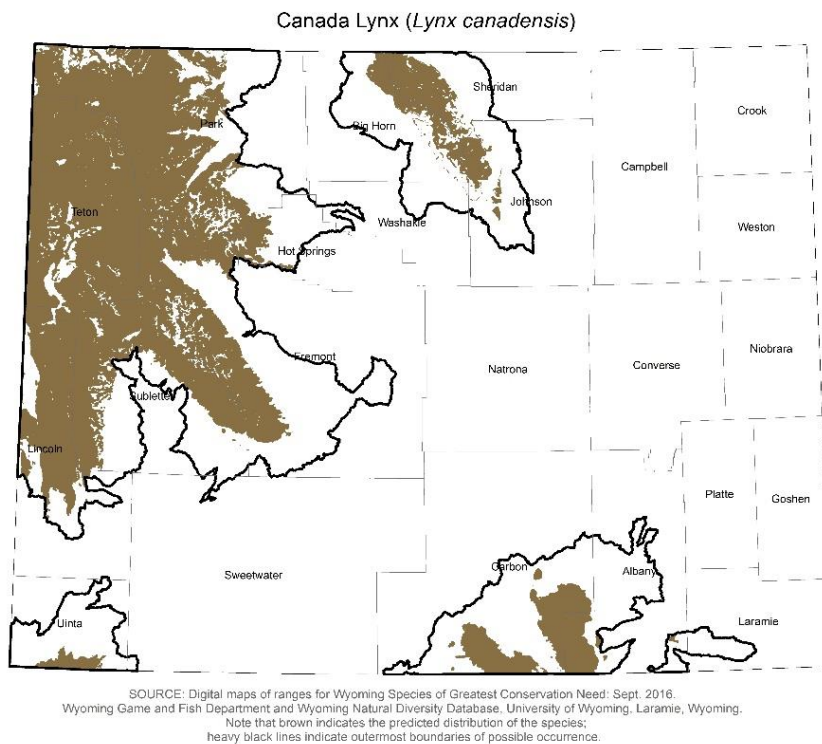 Canada Lynx (Lynx canadensis)
Sheridan
Crook
Park
Big Horn
Campbell
Johnson
Teton
Washakie
Weston
Hot Springs
Fremont
Natrona
Converse
Niobrara
Sublette
Lincoln
Platte
Goshen
Sweetwater
Carbon
Albany
Uinta
Laramie
SOURCE: Digital maps of ranges for Wyoming Species of Greatest Conservation Need: Sept. 2016.
Wyoming Game and Fish Department and Wyoming Natural Diversity Database, University of Wyoming, Laramie, Wyoming.
Note that brown indicates the predicted distribution of the species;
heavy black lines indicate outermost boundaries of possible occurrence.